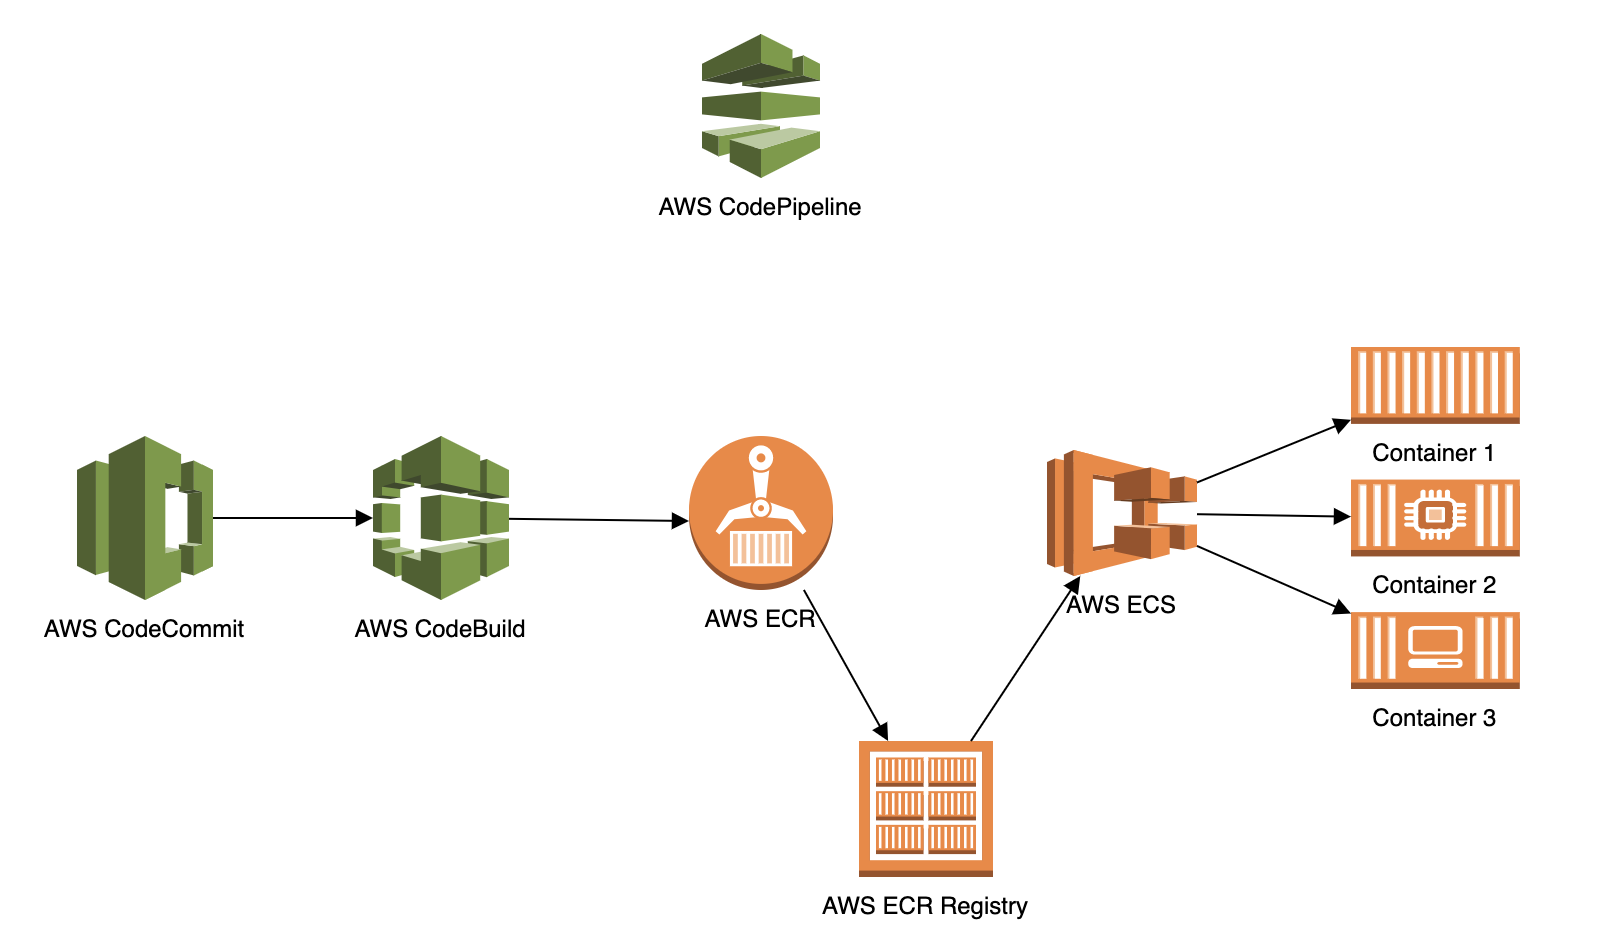 AWS CodePipeline
AWS CodeCommit
AWS CodeBuild
AWS ECR
AWS ECR Registry
AWS ECS
Container 1
Container 2
Container 3